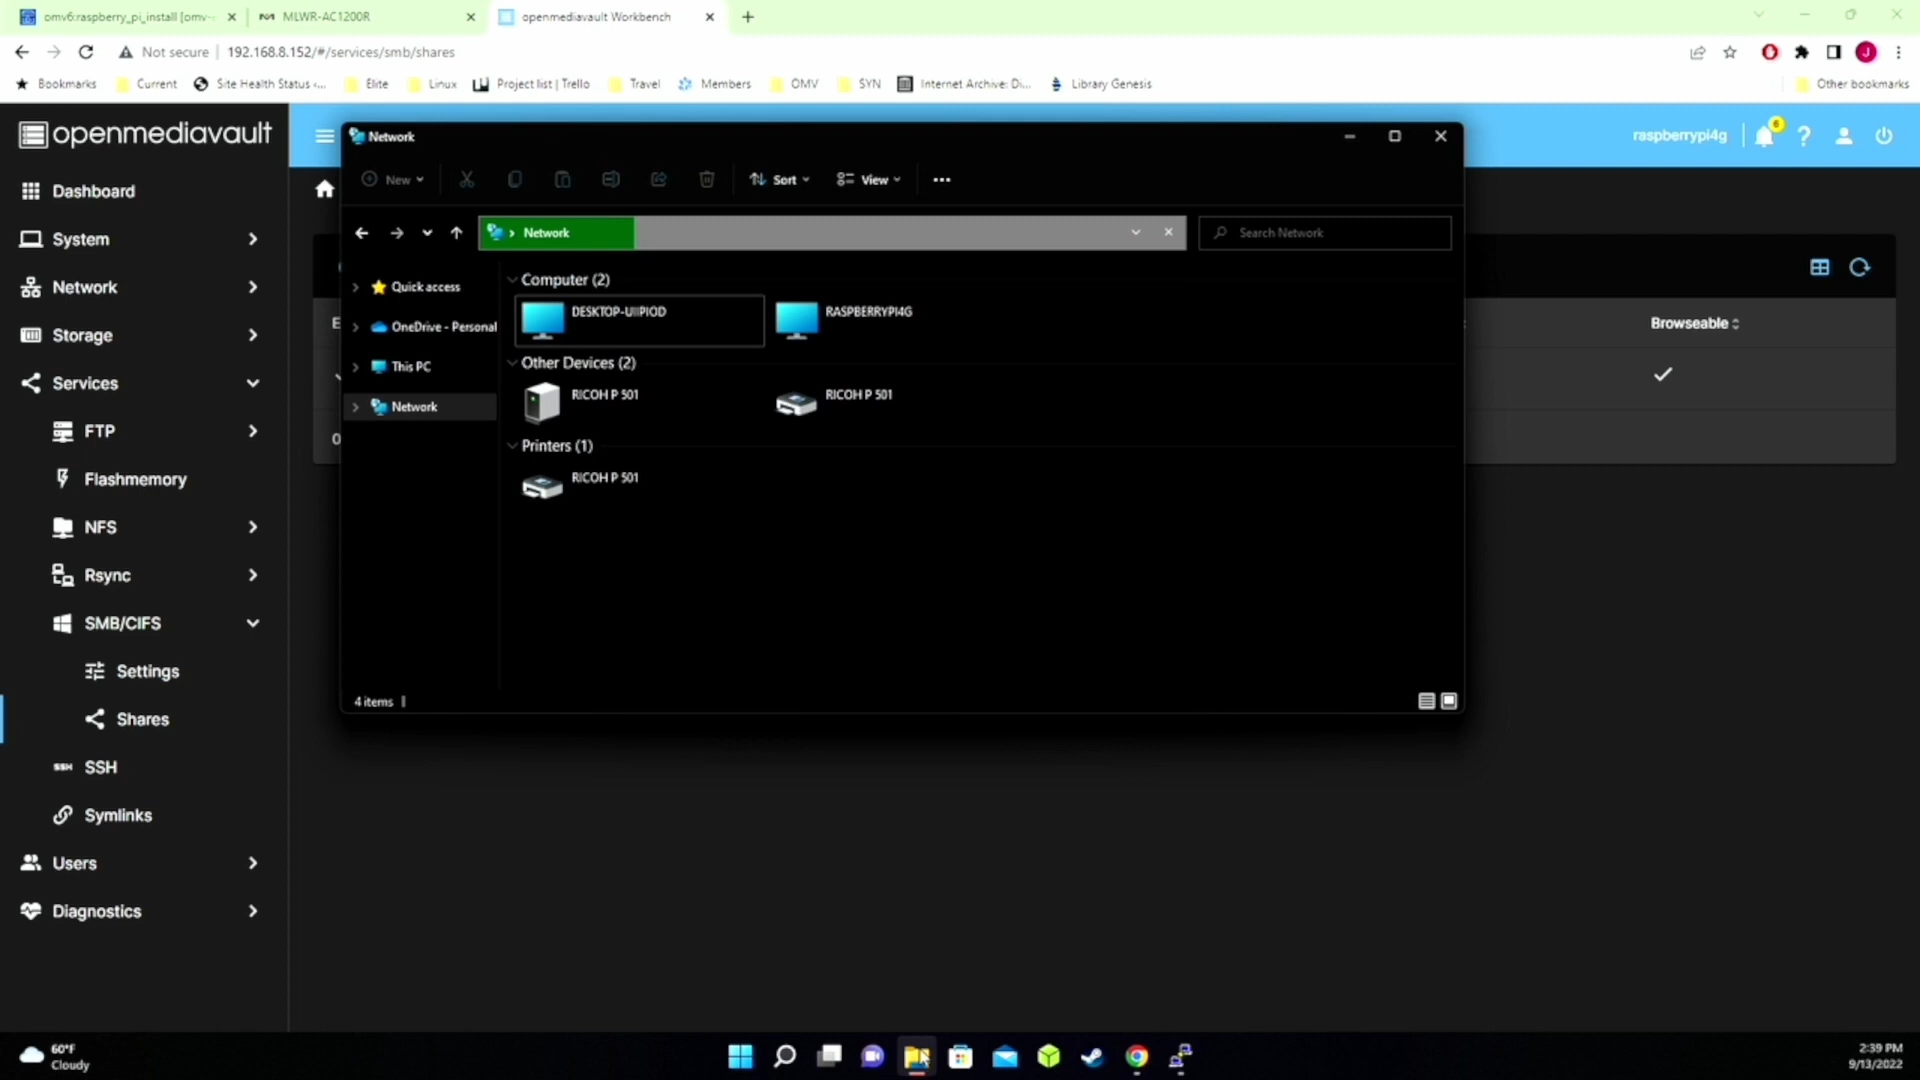 omv6:raspberry_pi_install [omv-
MLWR-AC1200R
openmediavault Workbench
Not secure
192.168.8.152/#/services/smb/shares
Bookmarks
Current
Site Health Status ‹...
Elite
Linux
Project list | Trello
Travel
Members
OMV
SYN
Internet Archive: Di...
Library Genesis
Other bookmarks
openmediavault
raspberrypi4g
6
Dashboard
System
Network
Storage
Services
FTP
Flashmemory
NFS
Rsync
SMB/CIFS
Settings
Shares
SSH
SSH
Symlinks
Users
Diagnostics
Network
New
Sort
View
Network
Search Network
Quick access
OneDrive - Personal
This PC
Network
Computer (2)
DESKTOP-UIIPIOD
RASPBERRYPI4G
Other Devices (2)
RICOH P 501
RICOH P 501
Printers (1)
RICOH P 501
4 items
E
0
Browseable
60°F
Cloudy
2:39 PM
9/13/2022